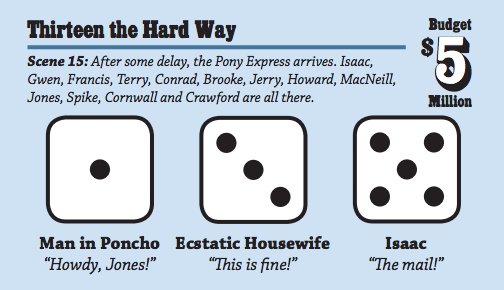 Thirteen the Hard Way
Budget
$5
Million
Scene 15: After some delay, the Pony Express arrives. Isaac,
Gwen, Francis, Terry, Conrad, Brooke, Jerry, Howard, MacNeill,
Jones, Spike, Cornwall and Crawford are all there.
Man in Poncho
"Howdy, Jones!"
Ecstatic Housewife
"This is fine!"
Isaac
"The mail!"